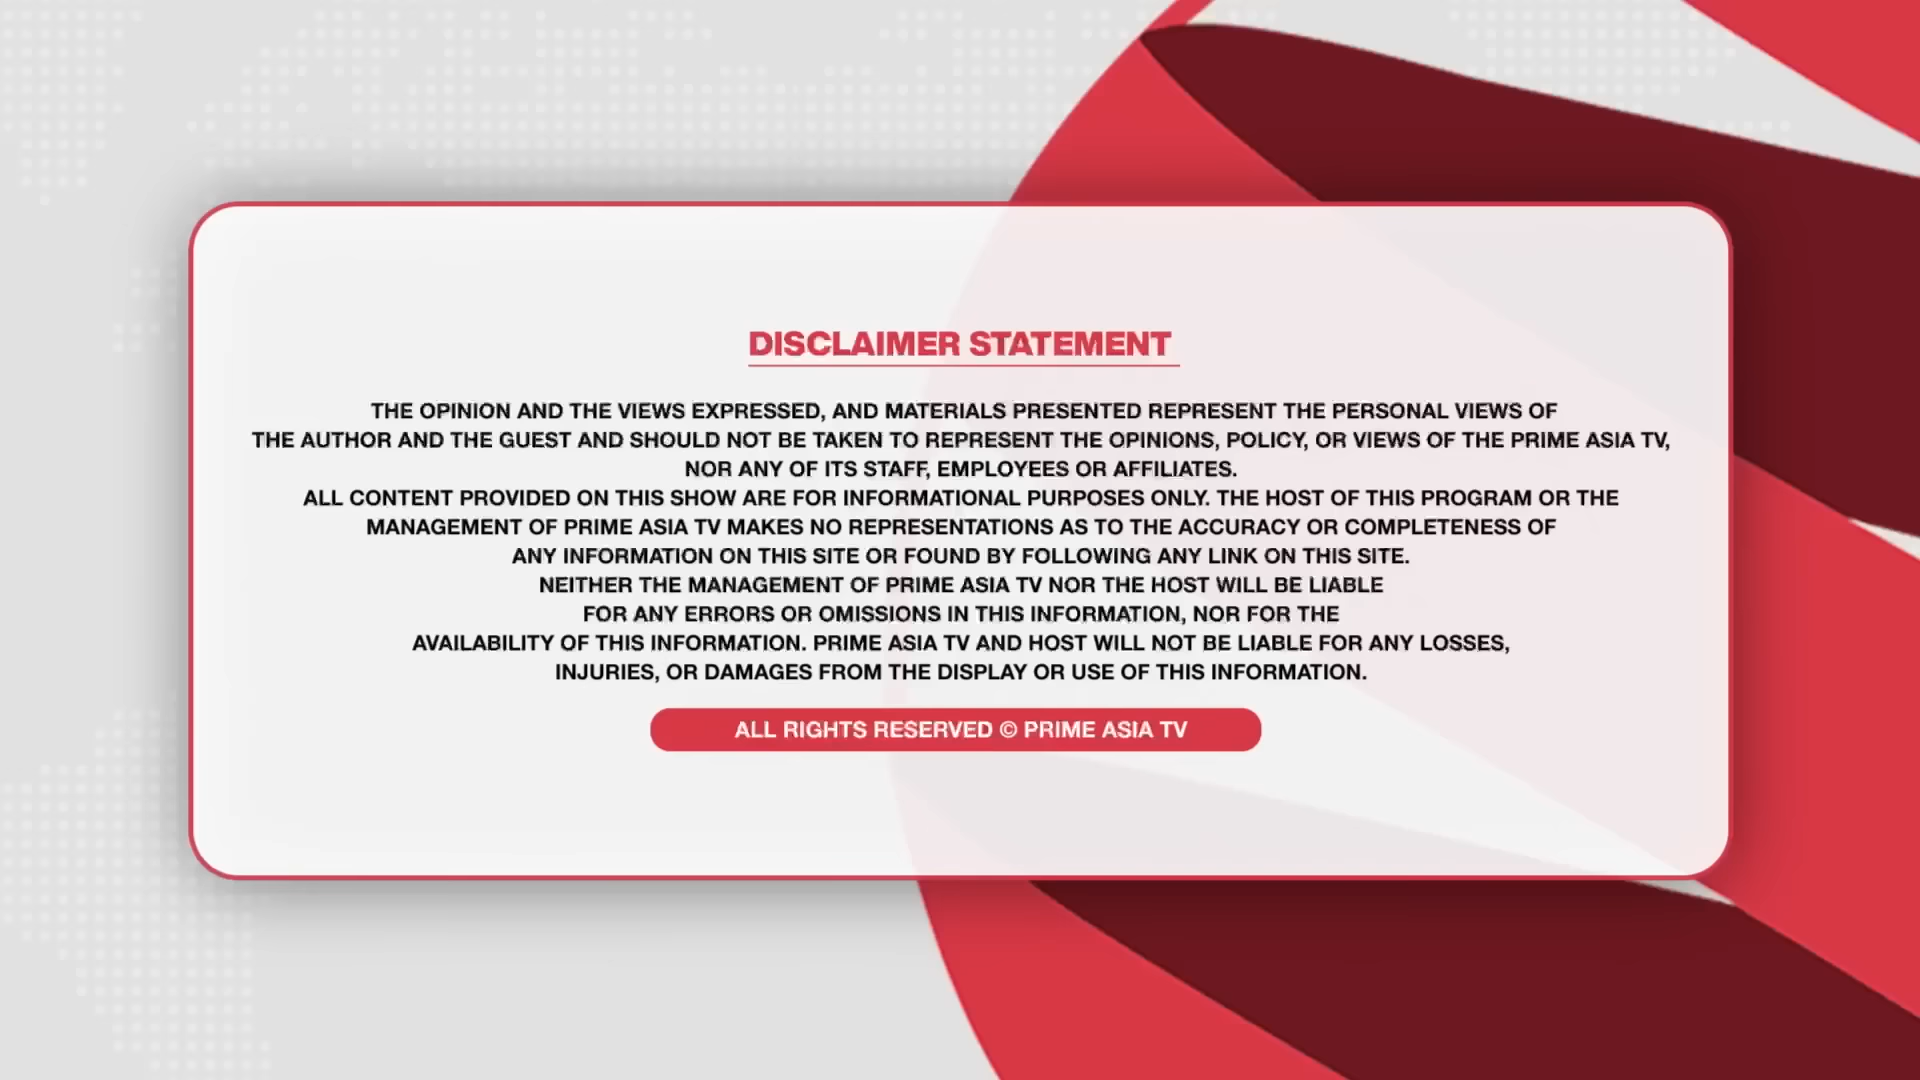 DISCLAIMER STATEMENT
THE OPINION AND THE VIEWS EXPRESSED, AND MATERIALS PRESENTED REPRESENT THE PERSONAL VIEWS OF
THE AUTHOR AND THE GUEST AND SHOULD NOT BE TAKEN TO REPRESENT THE OPINIONS, POLICY, OR VIEWS OF THE PRIME ASIA TV,
NOR ANY OF ITS STAFF, EMPLOYEES OR AFFILIATES.
ALL CONTENT PROVIDED ON THIS SHOW ARE FOR INFORMATIONAL PURPOSES ONLY. THE HOST OF THIS PROGRAM OR THE
MANAGEMENT OF PRIME ASIA TV MAKES NO REPRESENTATIONS AS TO THE ACCURACY OR COMPLETENESS OF
ANY INFORMATION ON THIS SITE OR FOUND BY FOLLOWING ANY LINK ON THIS SITE.
NEITHER THE MANAGEMENT OF PRIME ASIA TV NOR THE HOST WILL BE LIABLE
FOR ANY ERRORS OR OMISSIONS IN THIS INFORMATION, NOR FOR THE
AVAILABILITY OF THIS INFORMATION. PRIME ASIA TV AND HOST WILL NOT BE LIABLE FOR ANY LOSSES,
INJURIES, OR DAMAGES FROM THE DISPLAY OR USE OF THIS INFORMATION.
ALL RIGHTS RESERVED © PRIME ASIA TV